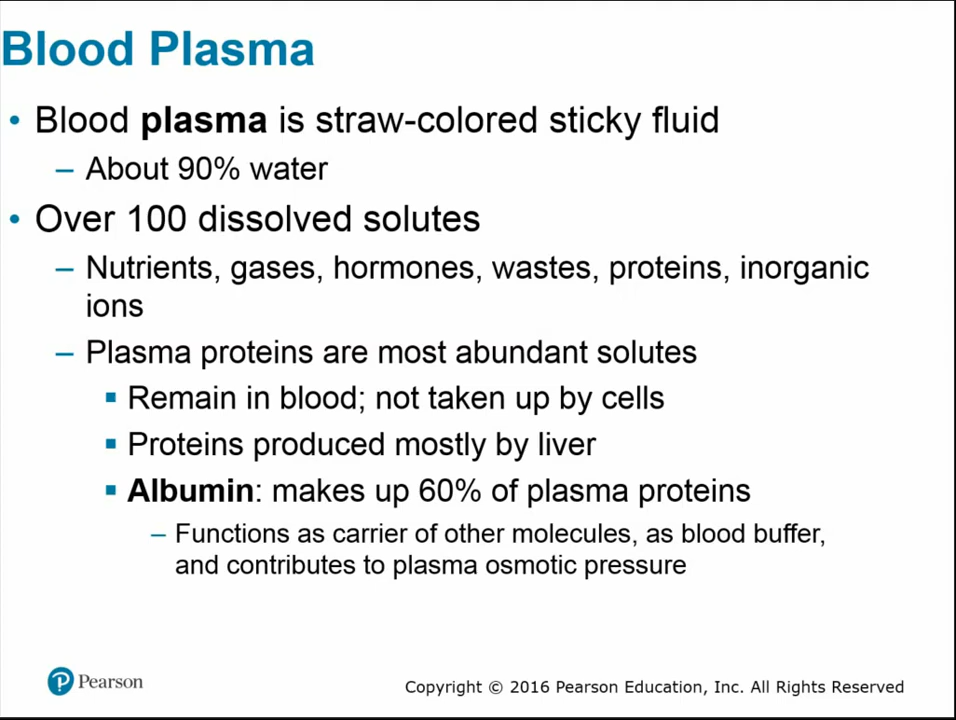 Blood Plasma
• Blood plasma is straw-colored sticky fluid
– About 90% water
• Over 100 dissolved solutes
– Nutrients, gases, hormones, wastes, proteins, inorganic
ions
– Plasma proteins are most abundant solutes
▪ Remain in blood; not taken up by cells
▪ Proteins produced mostly by liver
▪ Albumin: makes up 60% of plasma proteins
– Functions as carrier of other molecules, as blood buffer,
and contributes to plasma osmotic pressure
P Pearson
Copyright © 2016 Pearson Education, Inc. All Rights Reserved